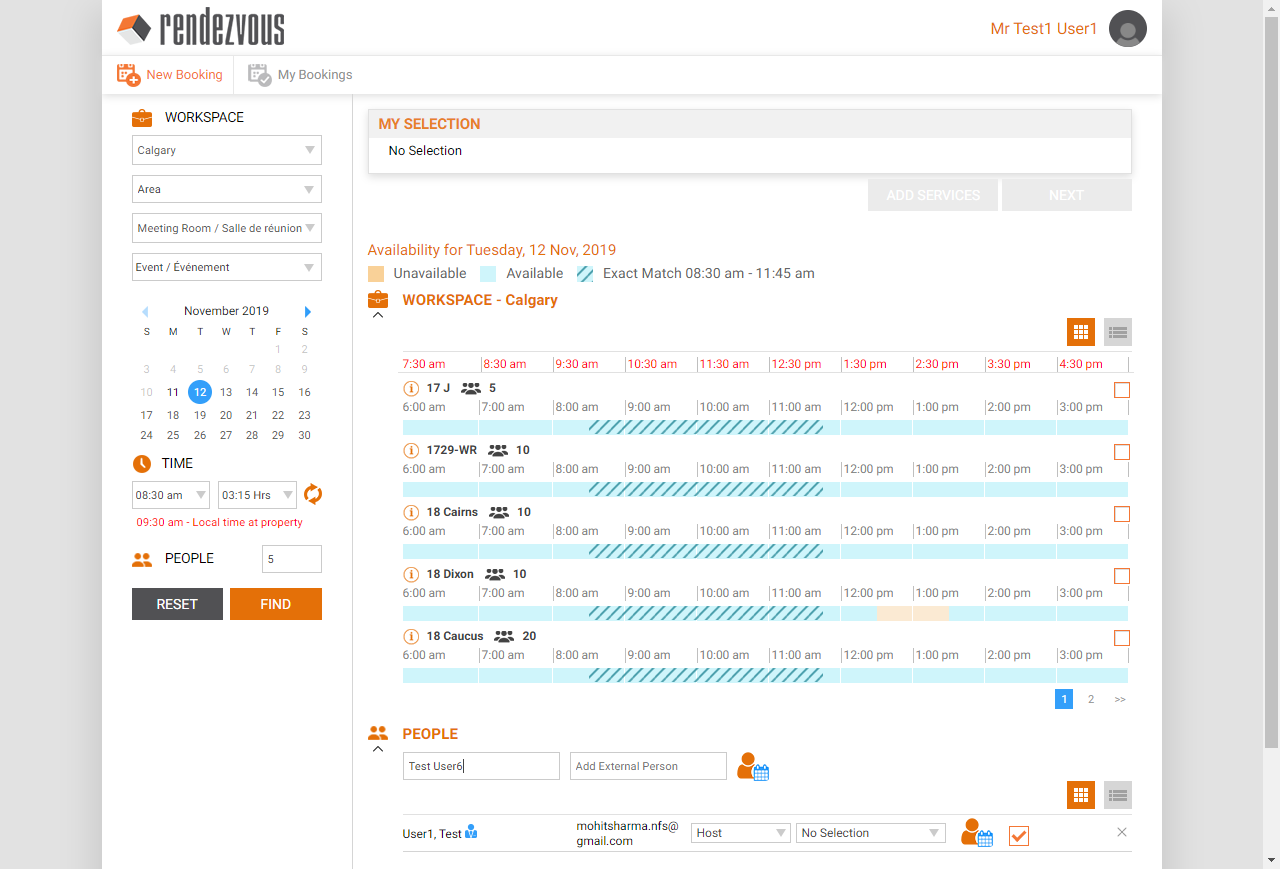 rendezvous
Mr Test1 User1
New Booking
My Bookings
WORKSPACE
Calgary
Area
Meeting Room / Salle de réunion
Event / Événement
November 2019
S M T W T F S
1 2
3 4 5 6 7 8 9
10 11 12 13 14 15 16
17 18 19 20 21 22 23
24 25 26 27 28 29 30
TIME
08:30 am
03:15 Hrs
09:30 am - Local time at property
PEOPLE
5
RESET
FIND
MY SELECTION
No Selection
ADD SERVICES
NEXT
Availability for Tuesday, 12 Nov, 2019
Unavailable Available Exact Match 08:30 am - 11:45 am
WORKSPACE - Calgary
7:30 am 8:30 am 9:30 am 10:30 am 11:30 am 12:30 pm 1:30 pm 2:30 pm 3:30 pm 4:30 pm
17 J 5
6:00 am 7:00 am 8:00 am 9:00 am 10:00 am 11:00 am 12:00 pm 1:00 pm 2:00 pm 3:00 pm
1729-WR 10
6:00 am 7:00 am 8:00 am 9:00 am 10:00 am 11:00 am 12:00 pm 1:00 pm 2:00 pm 3:00 pm
18 Cairns 10
6:00 am 7:00 am 8:00 am 9:00 am 10:00 am 11:00 am 12:00 pm 1:00 pm 2:00 pm 3:00 pm
18 Dixon 10
6:00 am 7:00 am 8:00 am 9:00 am 10:00 am 11:00 am 12:00 pm 1:00 pm 2:00 pm 3:00 pm
18 Caucus 20
6:00 am 7:00 am 8:00 am 9:00 am 10:00 am 11:00 am 12:00 pm 1:00 pm 2:00 pm 3:00 pm
1 2 >>
PEOPLE
Test User6
Add External Person
User1, Test
mohitsharma.nfs@
gmail.com
Host
No Selection